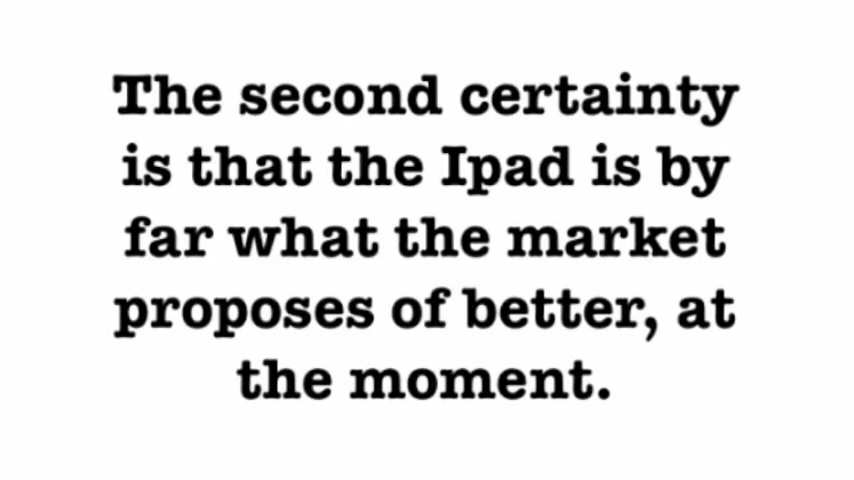 The second certainty
is that the Ipad is by
far what the market
proposes of better, at
the moment.